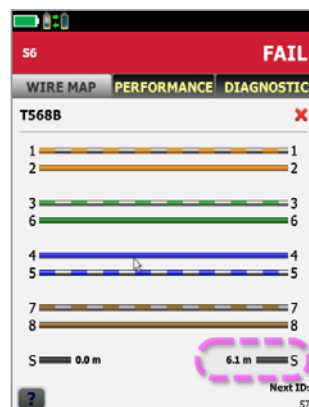 S6 FAIL
WIRE MAP PERFORMANCE DIAGNOSTIC
T568B
1 1
2 2
3 3
6 6
4 4
5 5
7 7
8 8
S 0.0 m 6.1 m S
Next ID:
? S7